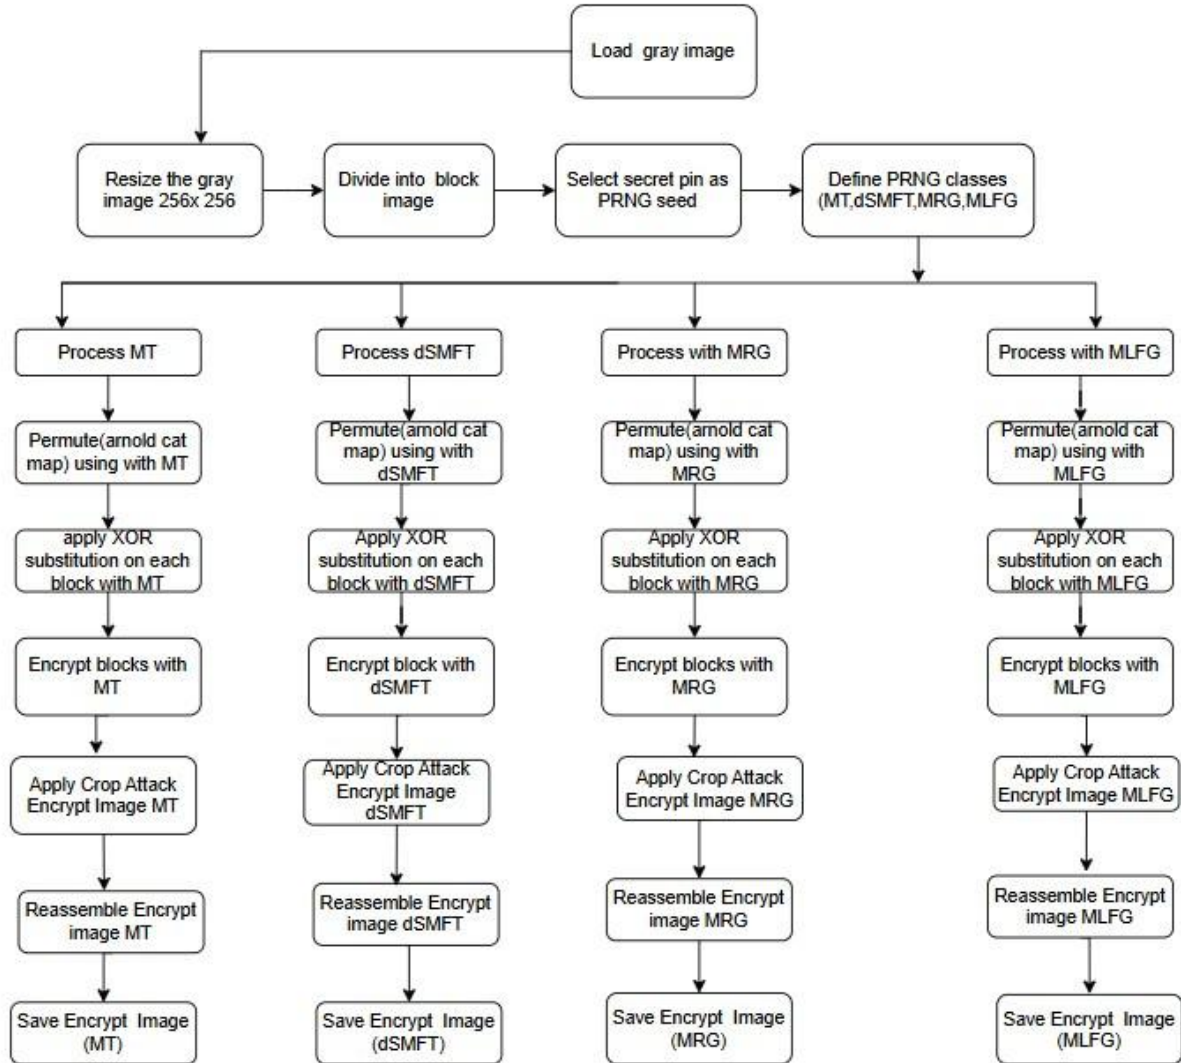 Load gray image
Resize the gray
image 256x 256
Divide into block
image
Select secret pin as
PRNG seed
Define PRNG classes
(MT,dSMFT,MRG,MLFG
Process MT
Process dSMFT
Process with MRG
Process with MLFG
Permute(arnold cat
map) using with MT
Permute(arnold cat
map) using with
dSMFT
Permute(arnold cat
map) using with
MRG
Permute(arnold cat
map) using with
MLFG
apply XOR
substitution on each
block with MT
Apply XOR
substitution on each
block with dSMFT
Apply XOR
substitution on each
block with MRG
Apply XOR
substitution on each
block with MLFG
Encrypt blocks with
MT
Encrypt block with
dSMFT
Encrypt blocks with
MRG
Encrypt blocks with
MLFG
Apply Crop Attack
Encrypt Image MT
Apply Crop Attack
Encrypt Image
dSMFT
Apply Crop Attack
Encrypt Image MRG
Apply Crop Attack
Encrypt Image MLFG
Reassemble Encrypt
image MT
Reassemble Encrypt
image dSMFT
Reassemble Encrypt
image MRG
Reassemble Encrypt
image MLFG
Save Encrypt Image
(MT)
Save Encrypt Image
(dSMFT)
Save Encrypt Image
(MRG)
Save Encrypt Image
(MLFG)